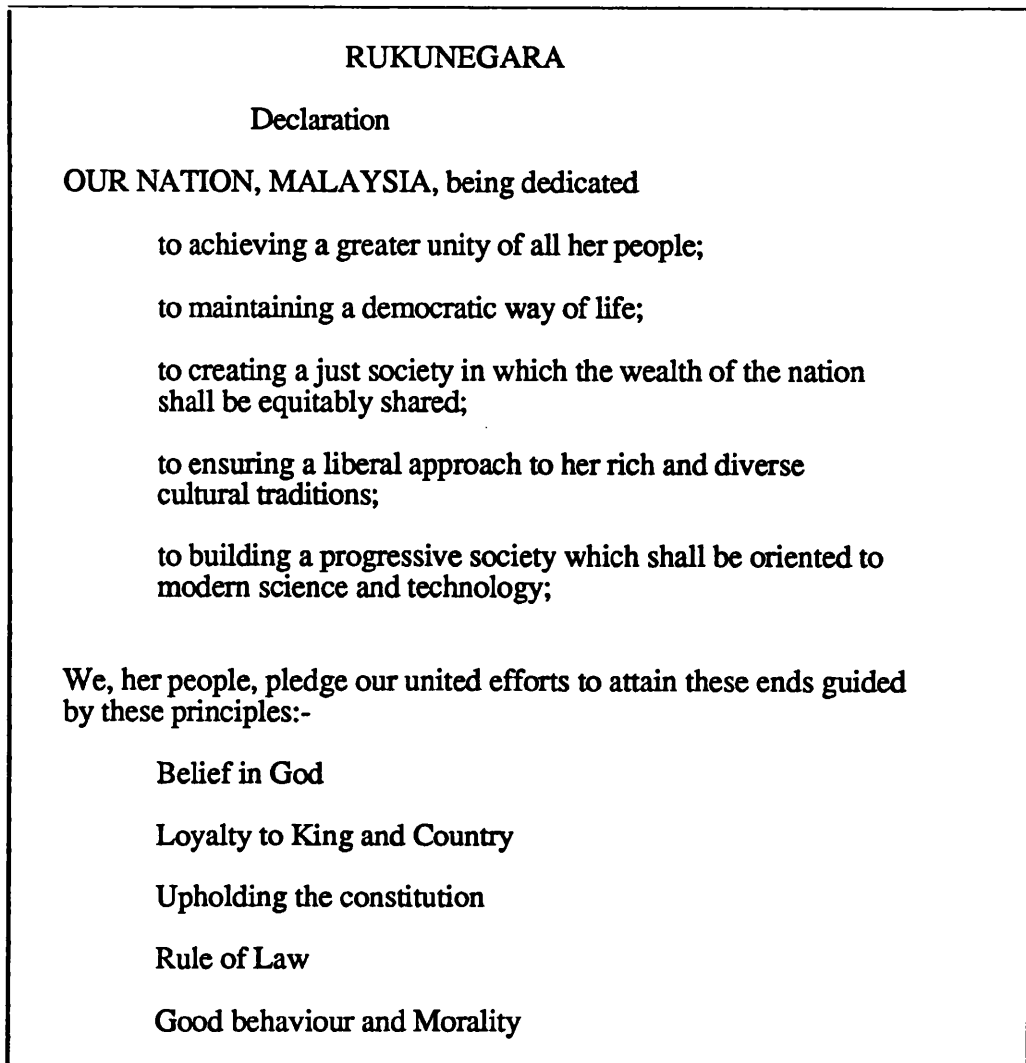 RUKUNEGARA
Declaration
OUR NATION, MALAYSIA, being dedicated
to achieving a greater unity of all her people;
to maintaining a democratic way of life;
to creating a just society in which the wealth of the nation
shall be equitably shared;
to ensuring a liberal approach to her rich and diverse
cultural traditions;
to building a progressive society which shall be oriented to
modern science and technology;
We, her people, pledge our united efforts to attain these ends guided
by these principles:-
Belief in God
Loyalty to King and Country
Upholding the constitution
Rule of Law
Good behaviour and Morality